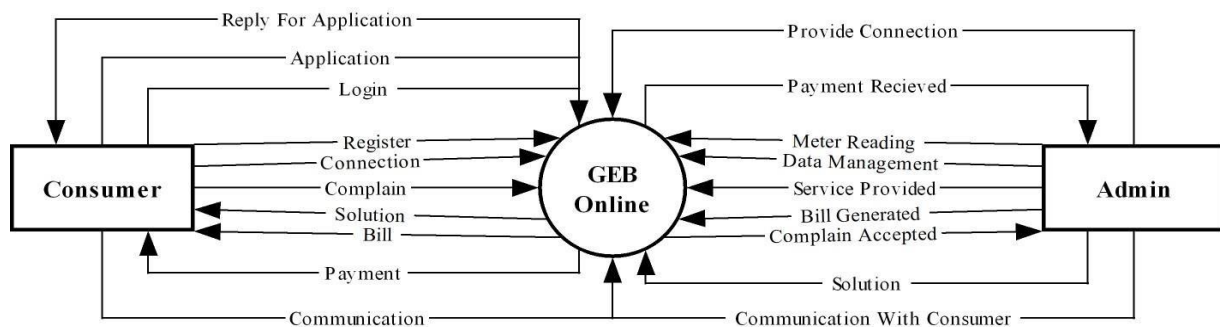 Reply For Application
Application
Login
Register
Connection
Complain
Solution
Bill
Payment
Communication
Consumer
GEB
Online
Provide Connection
Payment Recieved
Meter Reading
Data Management
Service Provided
Bill Generated
Complain Accepted
Solution
Communication With Consumer
Admin